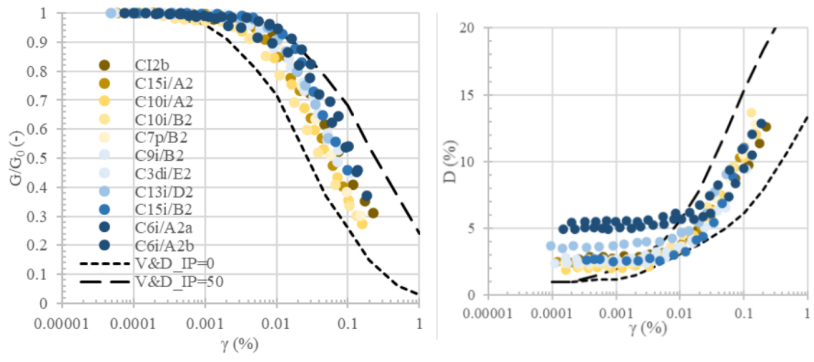 1
0.9
0.8
0.7
0.6
0.5
0.4
0.3
0.2
0.1
0
G/G0 (-)
CI2b
C15i/A2
C10i/A2
C10i/B2
C7p/B2
C9i/B2
C3di/E2
C13i/D2
C15i/B2
C6i/A2a
C6i/A2b
V&D_IP=0
V&D_IP=50
0.00001 0.0001 0.001 0.01 0.1 1
γ (%)
20
15
10
5
0
D (%)
0.00001 0.0001 0.001 0.01 0.1 1
γ (%)